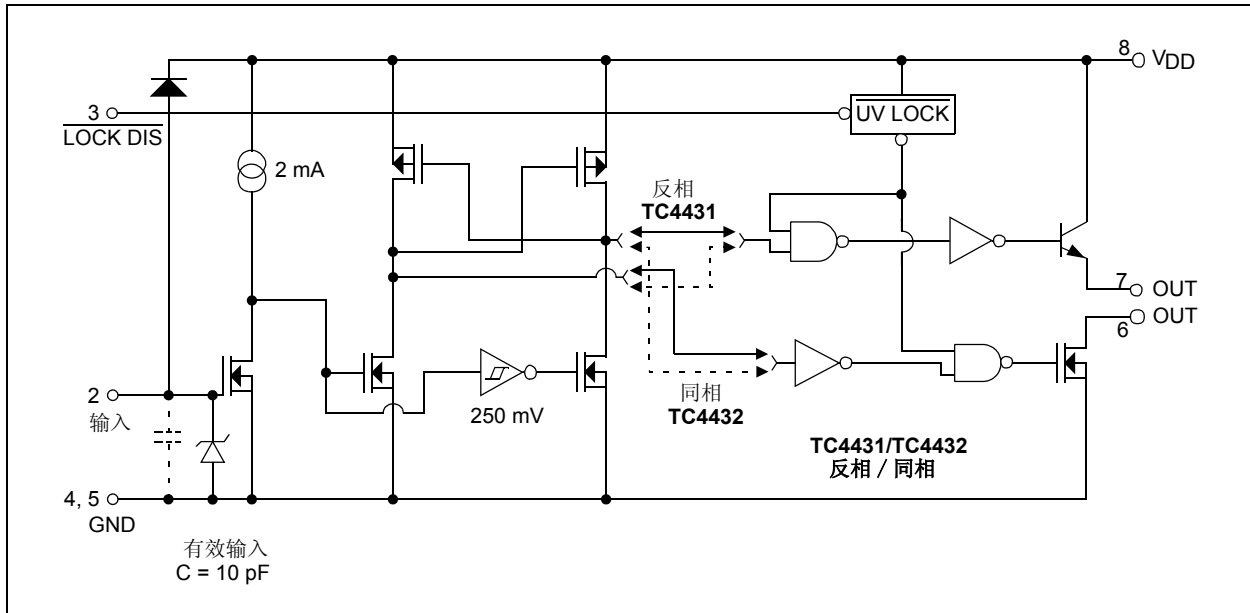 8 VDD
3
LOCK DIS
UV LOCK
2 mA
反相
TC4431
7 OUT
6 OUT
2
输入
250 mV
同相
TC4432
TC4431/TC4432
反相 / 同相
4, 5
GND
有效输入
C = 10 pF